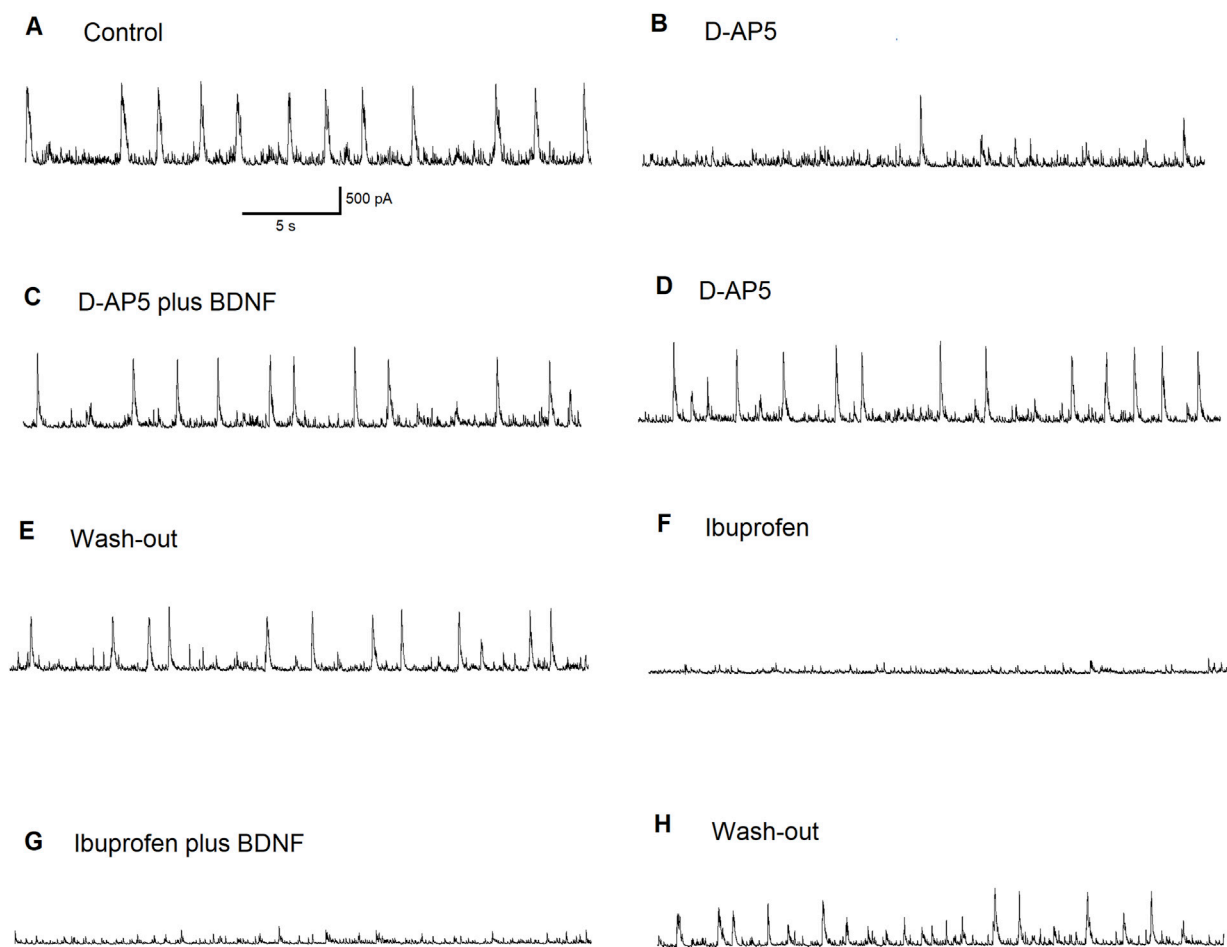 A Control
B D-AP5
500 pA
5 s
C D-AP5 plus BDNF
D D-AP5
E Wash-out
F Ibuprofen
G Ibuprofen plus BDNF
H Wash-out